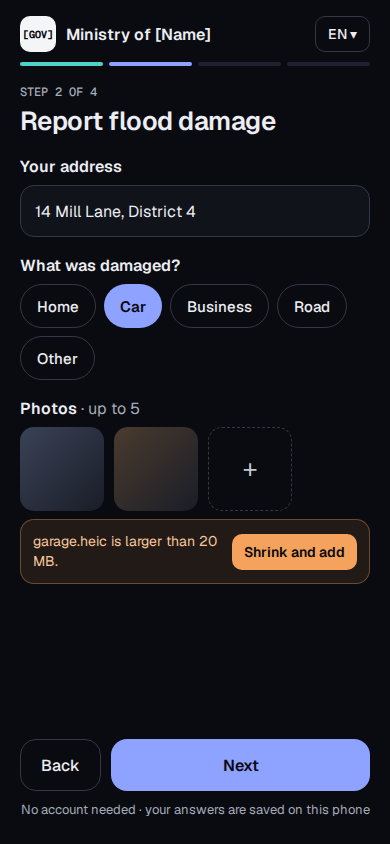 [GOV] Ministry of [Name]
EN ▾
STEP 2 OF 4
Report flood damage
Your address
14 Mill Lane, District 4
What was damaged?
Home Car Business Road
Other
Photos · up to 5
+
garage.heic is larger than 20
MB.
Shrink and add
Back Next
No account needed · your answers are saved on this phone